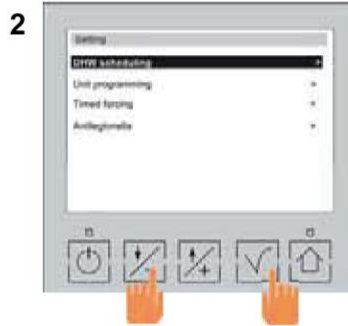 2
Setting
DHW scheduling
Unit programming
Timed forcing
Antilegionella